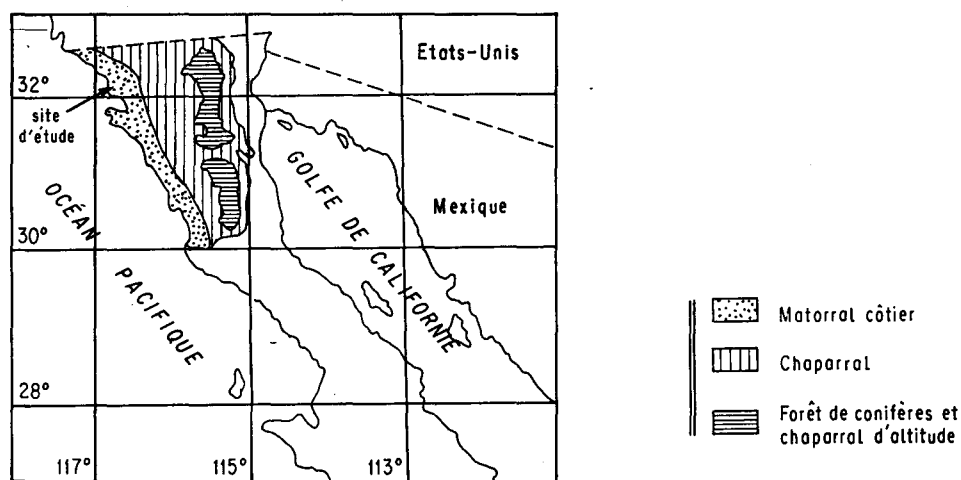 Etats-Unis
32°
site
d'étude
GOLFE DE CALIFORNIE
OCÉAN
PACIFIQUE
Mexique
30°
28°
117°
115°
113°
Matorral côtier
Chaparral
Forêt de conifères et
chaparral d'altitude